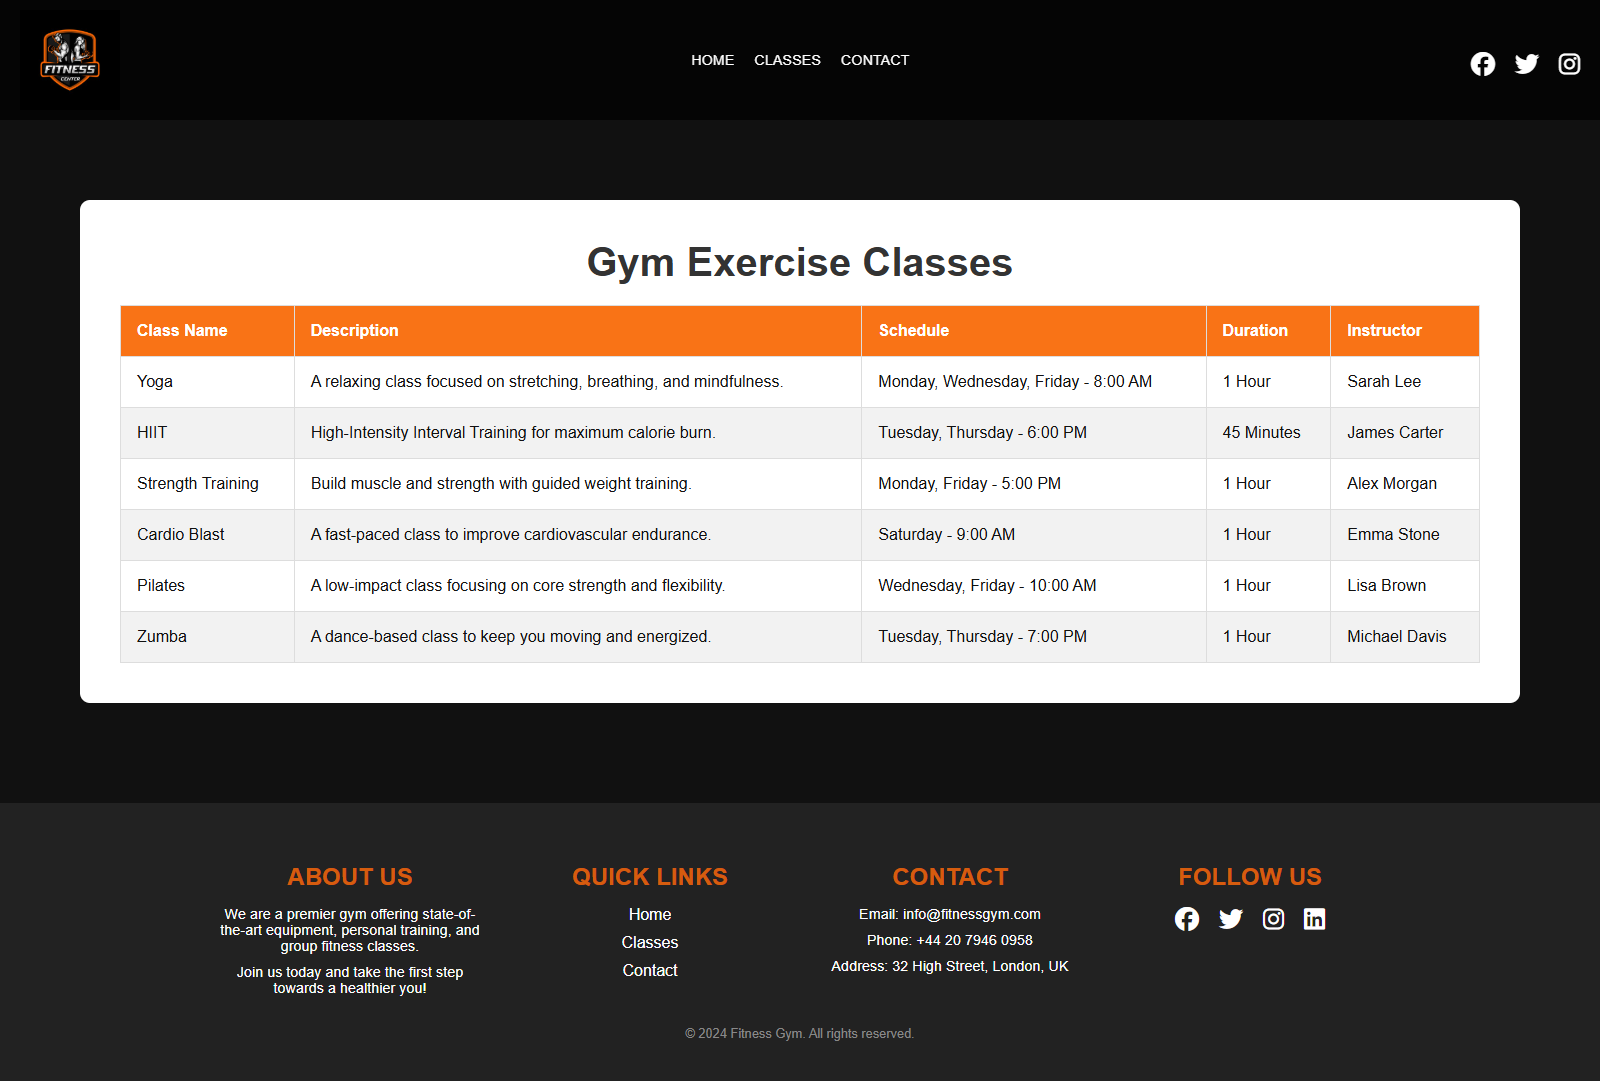 FITNESS
CENTER
HOME CLASSES CONTACT
Gym Exercise Classes
Class Name Description Schedule Duration Instructor
Yoga A relaxing class focused on stretching, breathing, and mindfulness. Monday, Wednesday, Friday - 8:00 AM 1 Hour Sarah Lee
HIIT High-Intensity Interval Training for maximum calorie burn. Tuesday, Thursday - 6:00 PM 45 Minutes James Carter
Strength Training Build muscle and strength with guided weight training. Monday, Friday - 5:00 PM 1 Hour Alex Morgan
Cardio Blast A fast-paced class to improve cardiovascular endurance. Saturday - 9:00 AM 1 Hour Emma Stone
Pilates A low-impact class focusing on core strength and flexibility. Wednesday, Friday - 10:00 AM 1 Hour Lisa Brown
Zumba A dance-based class to keep you moving and energized. Tuesday, Thursday - 7:00 PM 1 Hour Michael Davis
ABOUT US
We are a premier gym offering state-of-
the-art equipment, personal training, and
group fitness classes.
Join us today and take the first step
towards a healthier you!
QUICK LINKS
Home
Classes
Contact
CONTACT
Email: info@fitnessgym.com
Phone: +44 20 7946 0958
Address: 32 High Street, London, UK
FOLLOW US
© 2024 Fitness Gym. All rights reserved.